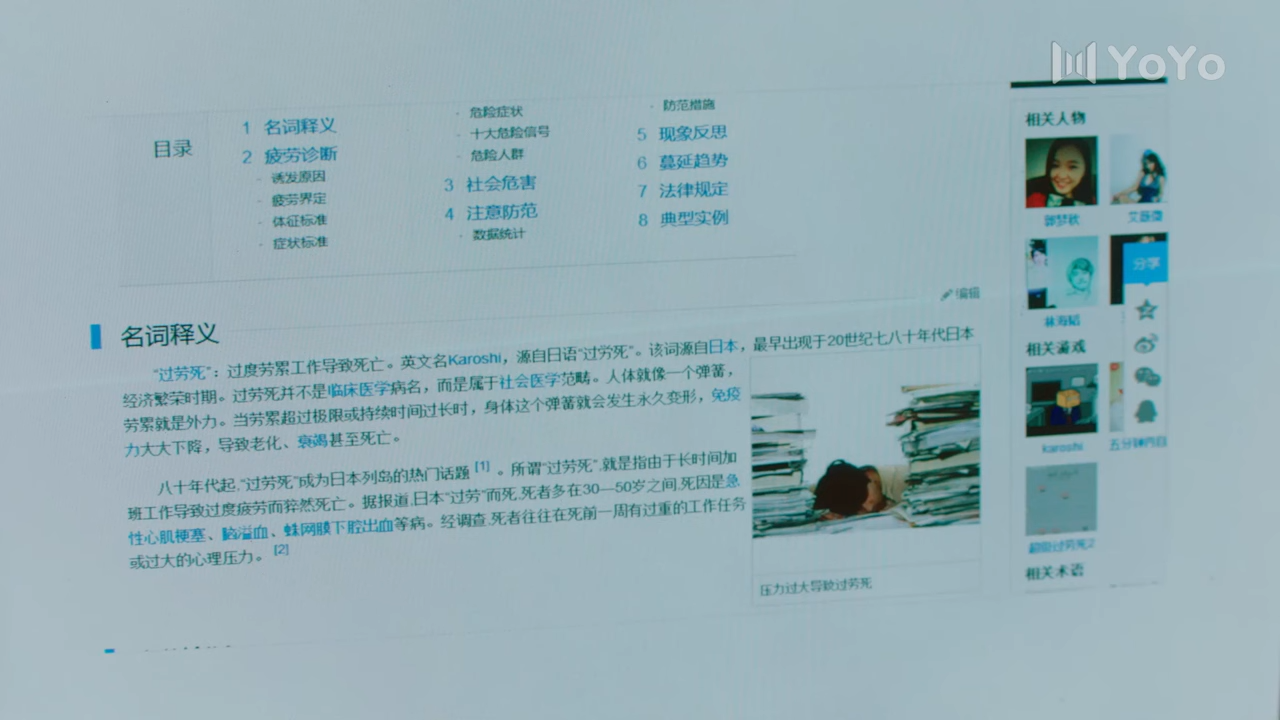 YoYo
目录
1 名词释义
2 疲劳诊断
· 诱发原因
· 疲劳界定
· 体征标准
· 症状标准
· 危险症状
· 十大危险信号
· 危险人群
3 社会危害
4 注意防范
· 数据统计
· 防范措施
5 现象反思
6 蔓延趋势
7 法律规定
8 典型实例
名词释义
编辑
“过劳死”：过度劳累工作导致死亡。英文名Karoshi，源自日语“过労死”。该词源自日本，最早出现于20世纪七八十年代日本
经济繁荣时期。过劳死并不是临床医学病名，而是属于社会医学范畴。人体就像一个弹簧，
劳累就是外力。当劳累超过极限或持续时间过长时，身体这个弹簧就会发生永久变形，免疫
力大大下降，导致老化、衰竭甚至死亡。
八十年代起,“过劳死”成为日本列岛的热门话题 [1] 。所谓“过劳死”,就是指由于长时间加
班工作导致过度疲劳而猝然死亡。据报道,日本“过劳”而死,死者多在30—50岁之间,死因是急
性心肌梗塞、脑溢血、蛛网膜下腔出血等病。经调查,死者往往在死前一周有过重的工作任务
或过大的心理压力。 [2]
压力过大导致过劳死
相关人物
郭梦秋
林海韬
分享
相关游戏
karoshi
五分钟内自
超级过劳死2
相关术语